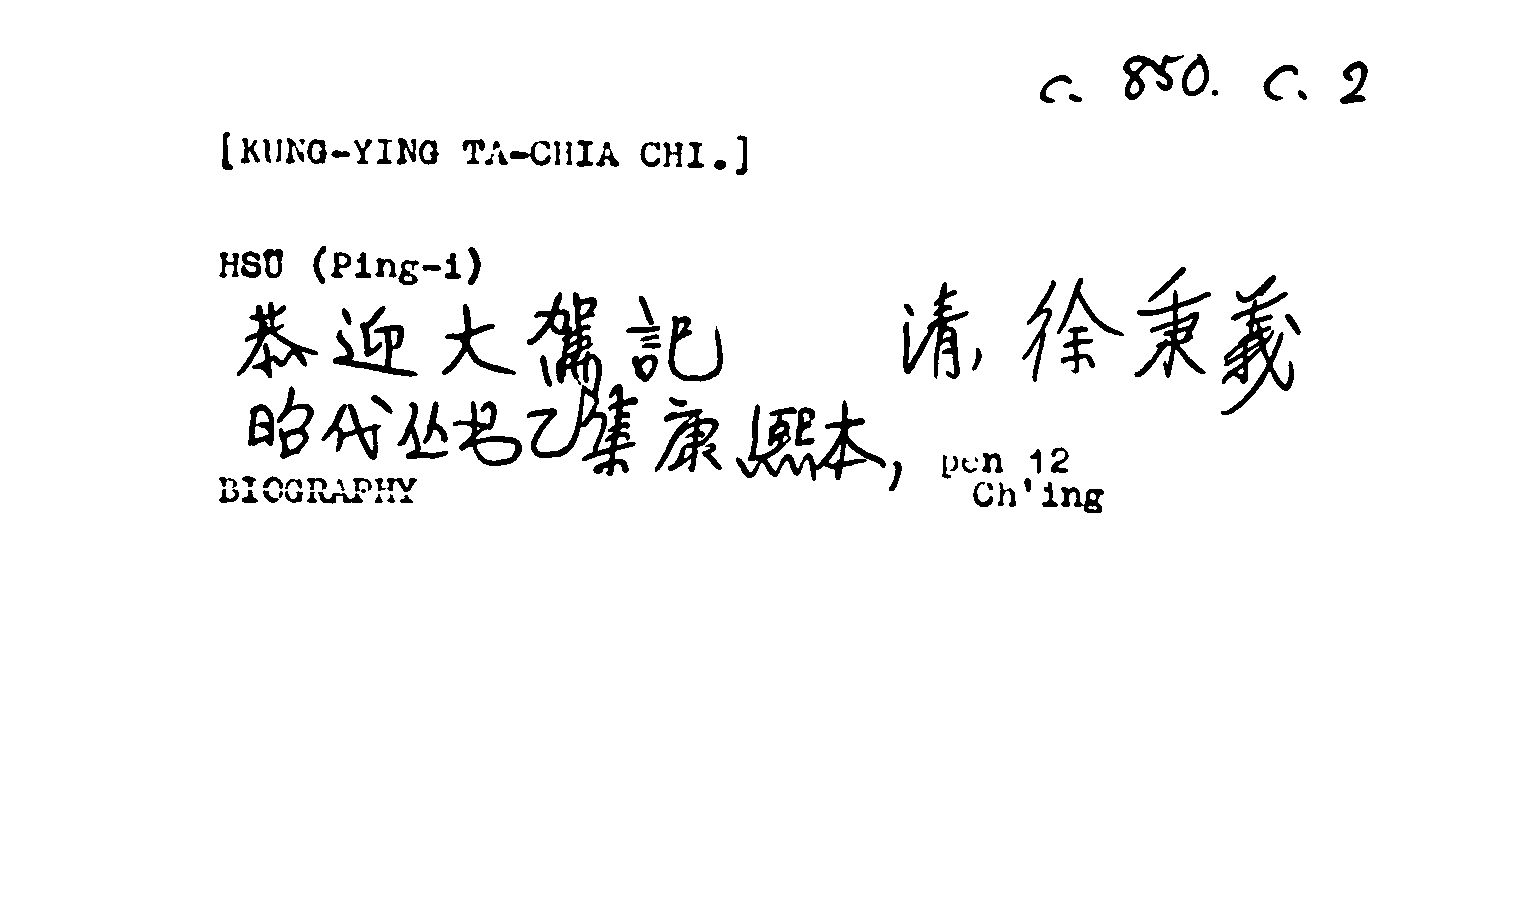 c. 850. c. 2
[KUNG-YING TA-CHIA CHI.]
HSÜ (Ping-i)
恭迎大駕記 清, 徐秉義
昭代丛书乙集康熙本, pen 12
BIOGRAPHY Ch'ing